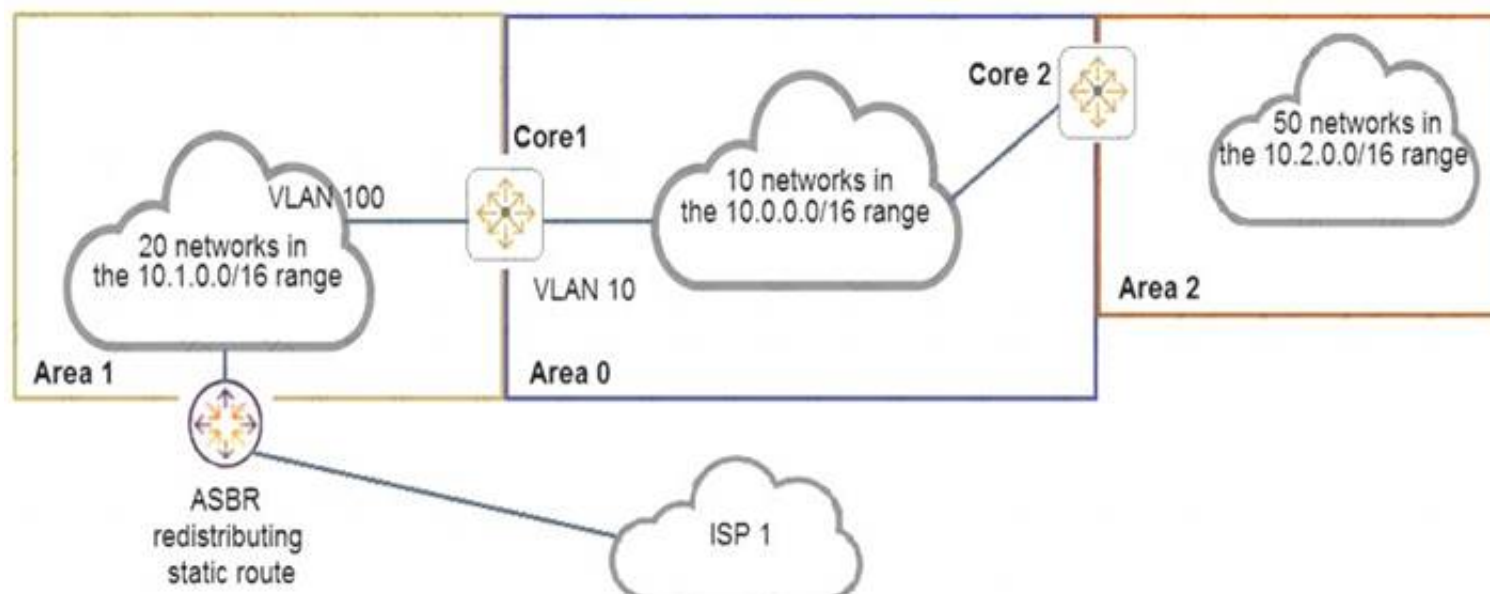 Core 2
50 networks in
the 10.2.0.0/16 range
Core1
10 networks in
the 10.0.0.0/16 range
VLAN 100
20 networks in
the 10.1.0.0/16 range
VLAN 10
Area 2
Area 1
Area 0
ASBR
redistributing
static route
ISP 1